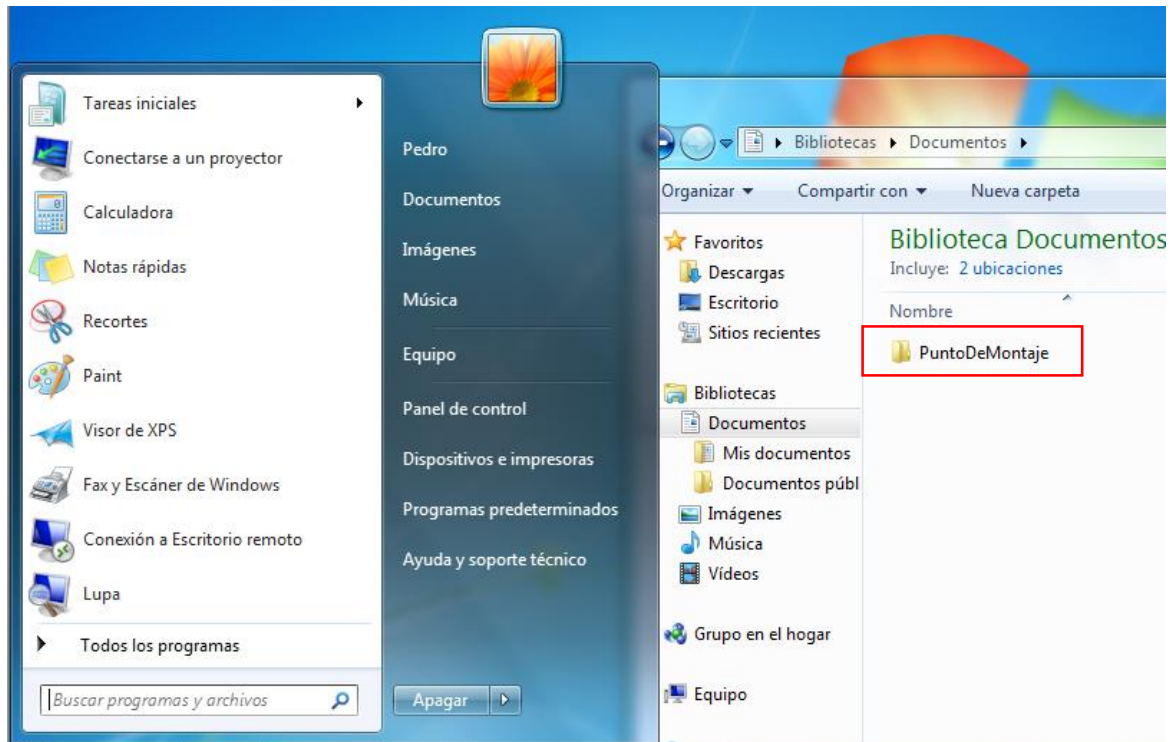 Tareas iniciales
Conectarse a un proyector
Calculadora
Notas rápidas
Recortes
Paint
Visor de XPS
Fax y Escáner de Windows
Conexión a Escritorio remoto
Lupa
Todos los programas
Buscar programas y archivos
Pedro
Documentos
Imágenes
Música
Equipo
Panel de control
Dispositivos e impresoras
Programas predeterminados
Ayuda y soporte técnico
Apagar
Bibliotecas Documentos
Organizar Compartir con Nueva carpeta
Favoritos
Descargas
Escritorio
Sitios recientes
Bibliotecas
Documentos
Mis documentos
Documentos públ
Imágenes
Música
Vídeos
Grupo en el hogar
Equipo
Biblioteca Documentos
Incluye: 2 ubicaciones
Nombre
PuntoDeMontaje